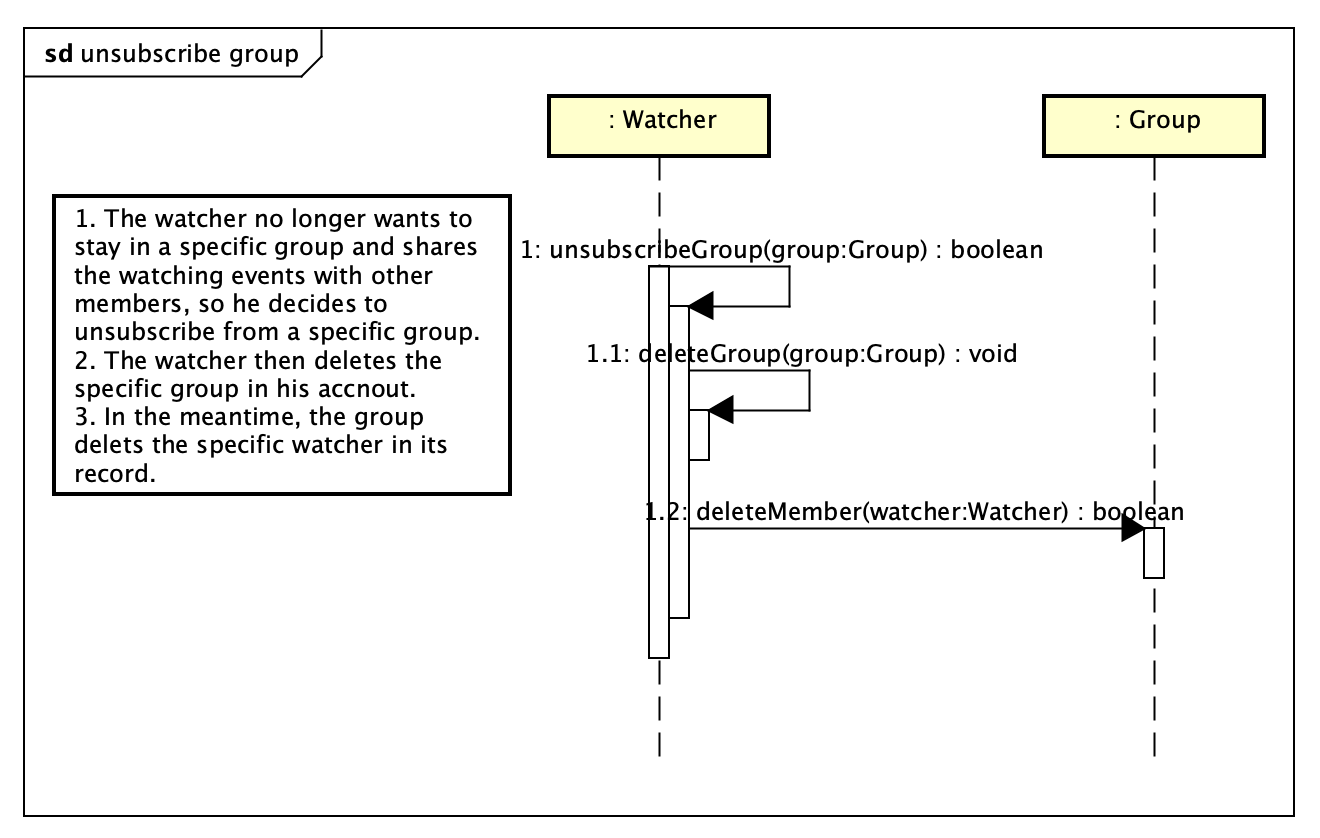 sd unsubscribe group
: Watcher
: Group
1. The watcher no longer wants to
stay in a specific group and shares
the watching events with other
members, so he decides to
unsubscribe from a specific group.
2. The watcher then deletes the
specific group in his accnout.
3. In the meantime, the group
delets the specific watcher in its
record.
1: unsubscribeGroup(group:Group) : boolean
1.1: deleteGroup(group:Group) : void
1.2: deleteMember(watcher:Watcher) : boolean